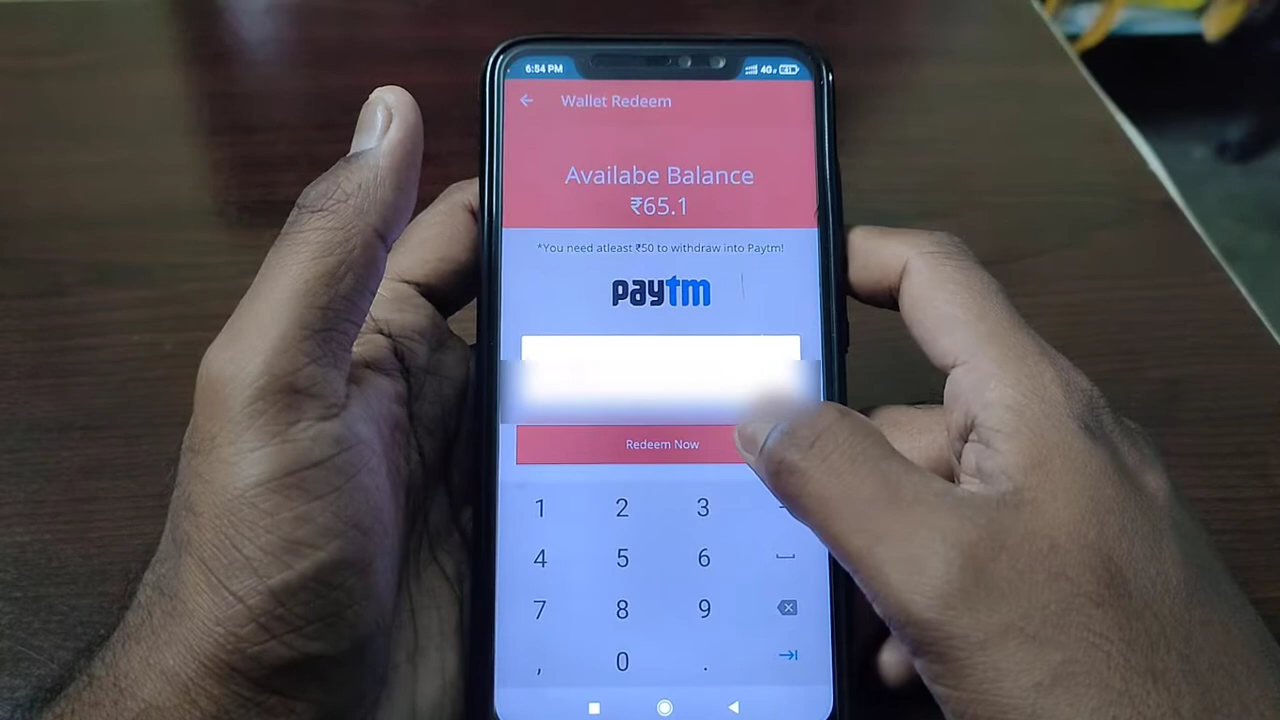 6:54 PM 4G
Wallet Redeem
Availabe Balance
₹65.1
*You need atleast ₹50 to withdraw into Paytm!
paytm
Redeem Now
1 2 3 -
4 5 6
7 8 9
, 0 .